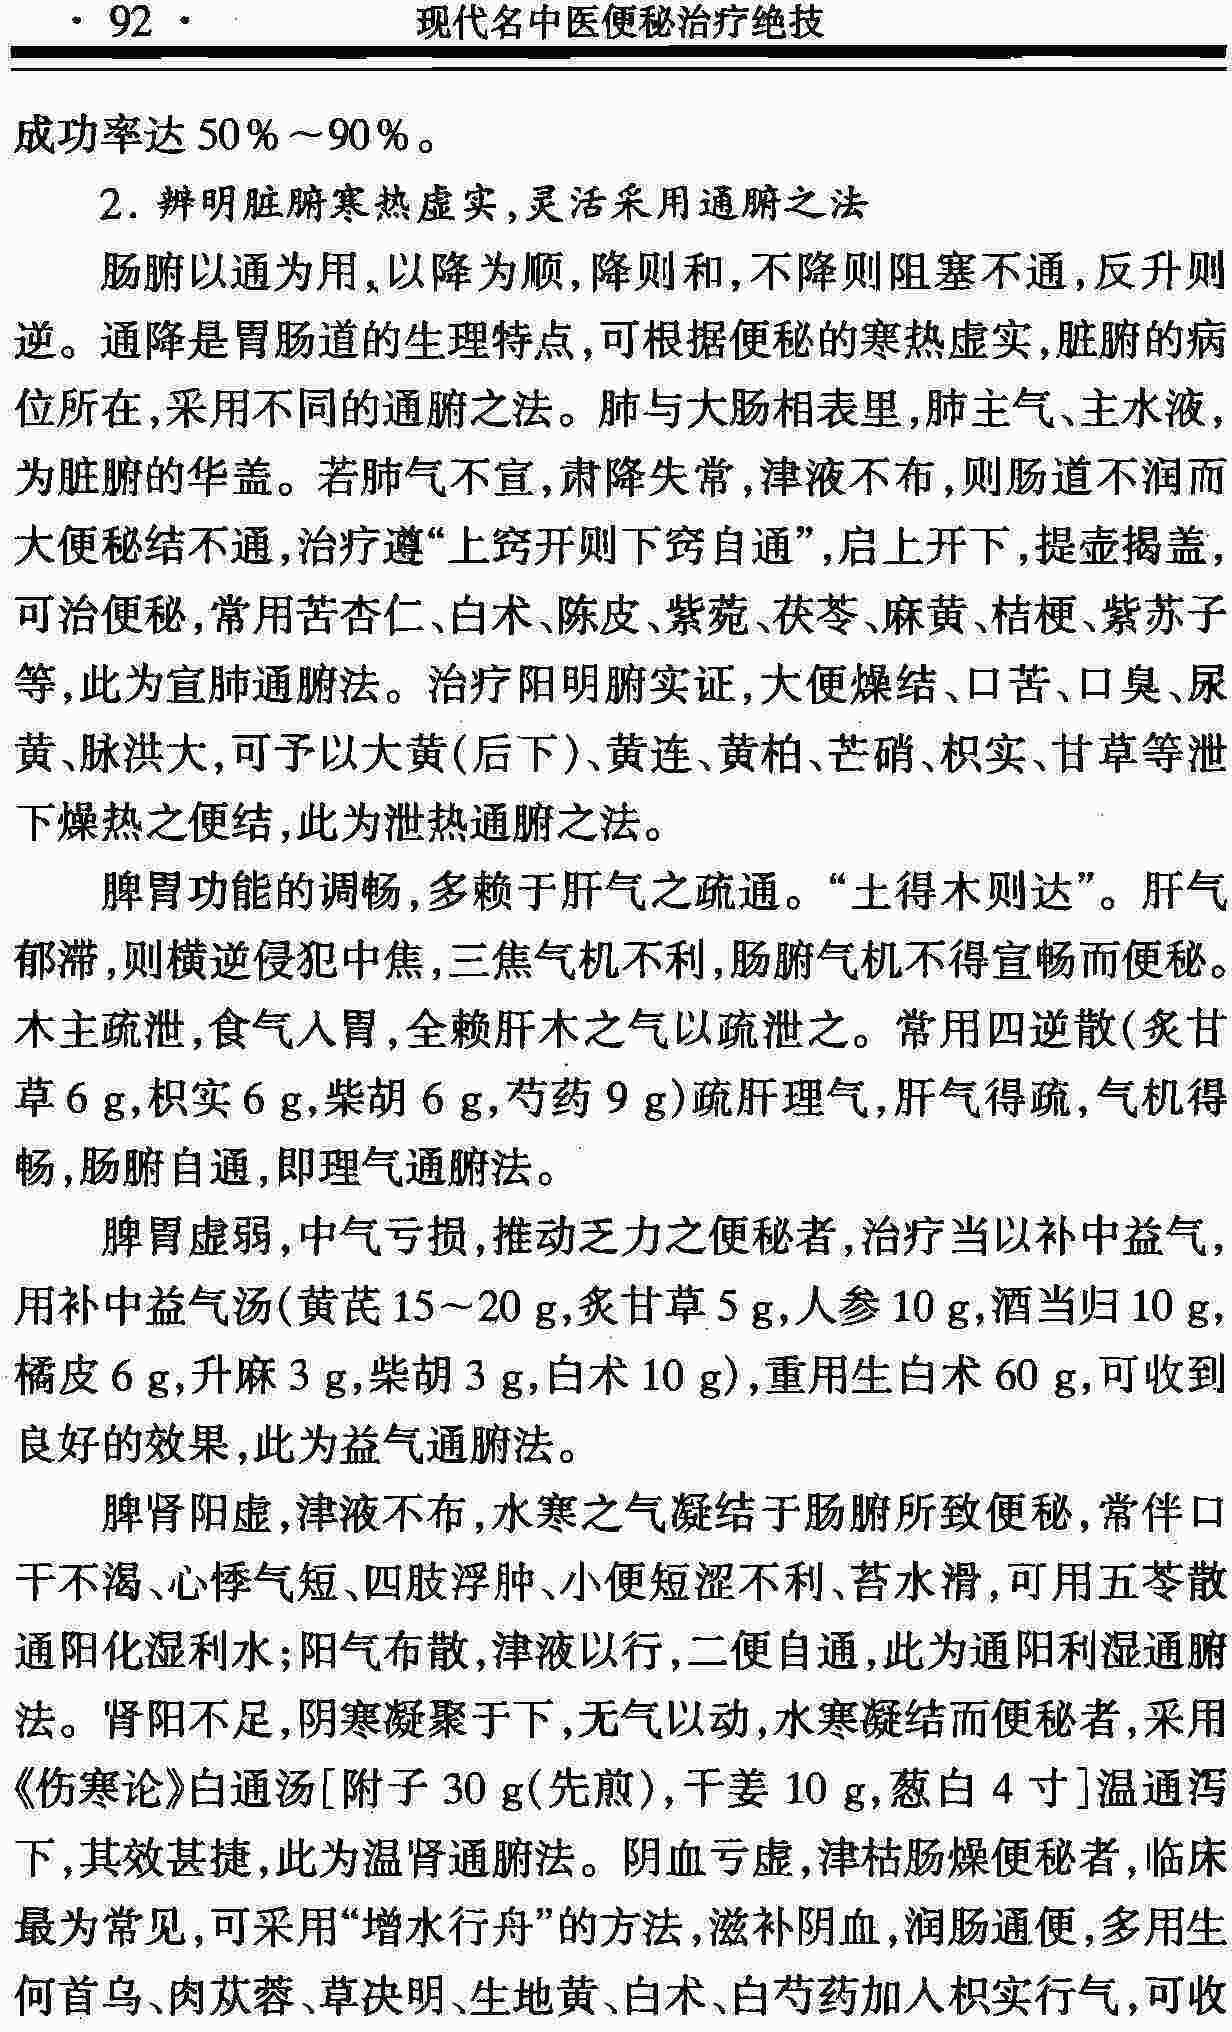 · 92 · 现代名中医便秘治疗绝技
成功率达 50%～90%。
2. 辨明脏腑寒热虚实,灵活采用通腑之法
肠腑以通为用、以降为顺,降则和,不降则阻塞不通,反升则
逆。通降是胃肠道的生理特点,可根据便秘的寒热虚实,脏腑的病
位所在,采用不同的通腑之法。肺与大肠相表里,肺主气、主水液,
为脏腑的华盖。若肺气不宣,肃降失常,津液不布,则肠道不润而
大便秘结不通,治疗遵“上窍开则下窍自通”,启上开下,提壶揭盖,
可治便秘,常用苦杏仁、白术、陈皮、紫菀、茯苓、麻黄、桔梗、紫苏子
等,此为宣肺通腑法。治疗阳明腑实证,大便燥结、口苦、口臭、尿
黄、脉洪大,可予以大黄(后下)、黄连、黄柏、芒硝、枳实、甘草等泄
下燥热之便结,此为泄热通腑之法。
脾胃功能的调畅,多赖于肝气之疏通。“土得木则达”。肝气
郁滞,则横逆侵犯中焦,三焦气机不利,肠腑气机不得宣畅而便秘。
木主疏泄,食气入胃,全赖肝木之气以疏泄之。常用四逆散(炙甘
草 6 g,枳实 6 g,柴胡 6 g,芍药 9 g)疏肝理气,肝气得疏,气机得
畅,肠腑自通,即理气通腑法。
脾胃虚弱,中气亏损,推动乏力之便秘者,治疗当以补中益气,
用补中益气汤(黄芪 15～20 g,炙甘草 5 g,人参 10 g,酒当归 10 g,
橘皮 6 g,升麻 3 g,柴胡 3 g,白术 10 g),重用生白术 60 g,可收到
良好的效果,此为益气通腑法。
脾肾阳虚,津液不布,水寒之气凝结于肠腑所致便秘,常伴口
干不渴、心悸气短、四肢浮肿、小便短涩不利、苔水滑,可用五苓散
通阳化湿利水;阳气布散,津液以行,二便自通,此为通阳利湿通腑
法。肾阳不足,阴寒凝聚于下,无气以动,水寒凝结而便秘者,采用
《伤寒论》白通汤[附子 30 g(先煎),干姜 10 g,葱白 4 寸]温通泻
下,其效甚捷,此为温肾通腑法。阴血亏虚,津枯肠燥便秘者,临床
最为常见,可采用“增水行舟”的方法,滋补阴血,润肠通便,多用生
何首乌、肉苁蓉、草决明、生地黄、白术、白芍药加入枳实行气,可收